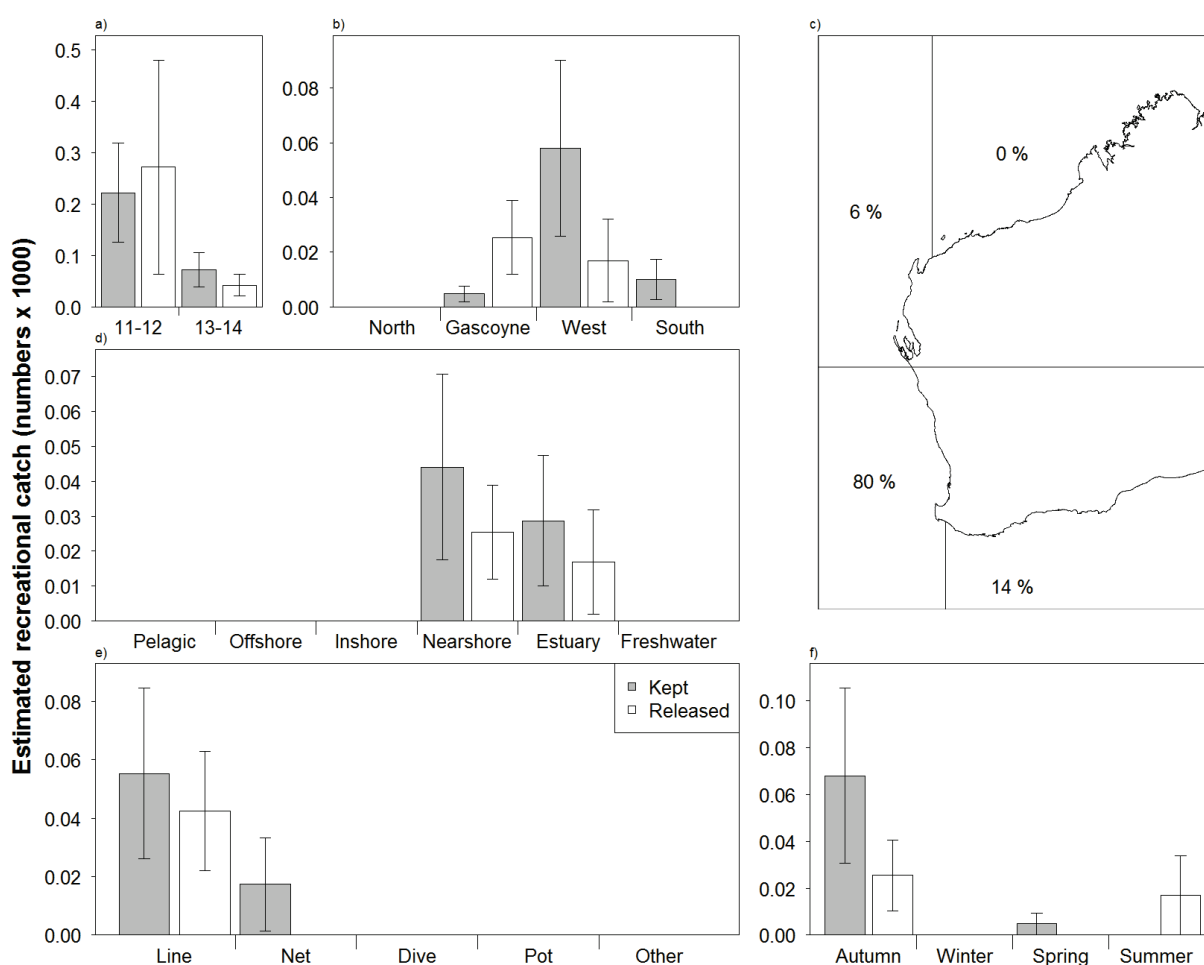 Estimated recreational catch (numbers x 1000)
a)
0.5
0.4
0.3
0.2
0.1
0.0
11-12 13-14
b)
0.08
0.06
0.04
0.02
0.00
North Gascoyne West South
c)
0 %
6 %
80 %
14 %
d)
0.07
0.06
0.05
0.04
0.03
0.02
0.01
0.00
Pelagic Offshore Inshore Nearshore Estuary Freshwater
e)
Kept
Released
0.08
0.06
0.04
0.02
0.00
Line Net Dive Pot Other
f)
0.10
0.08
0.06
0.04
0.02
0.00
Autumn Winter Spring Summer